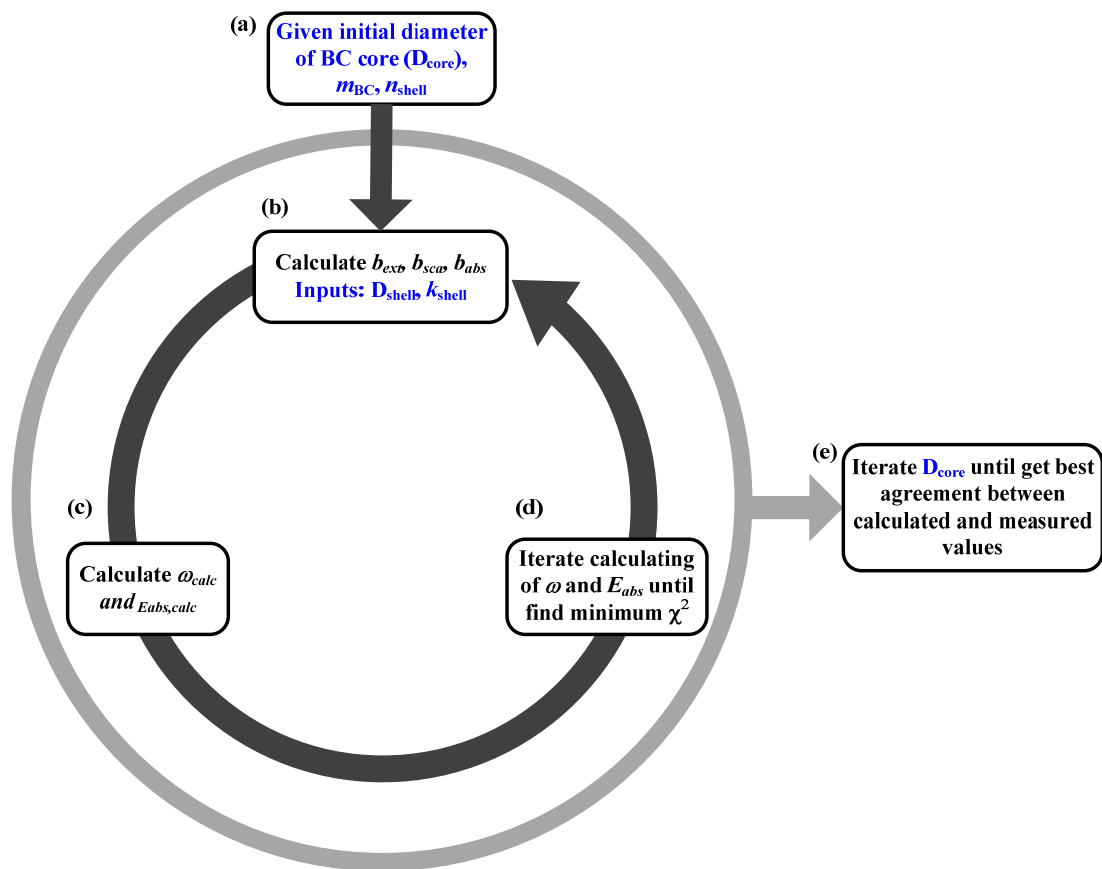 (a)
Given initial diameter
of BC core (Dcore),
mBC, nshell
(b)
Calculate bext, bsca, babs
Inputs: Dshell, kshell
(c)
Calculate ωcalc
and Eabs,calc
(d)
Iterate calculating
of ω and Eabs until
find minimum χ²
(e)
Iterate Dcore until get best
agreement between
calculated and measured
values